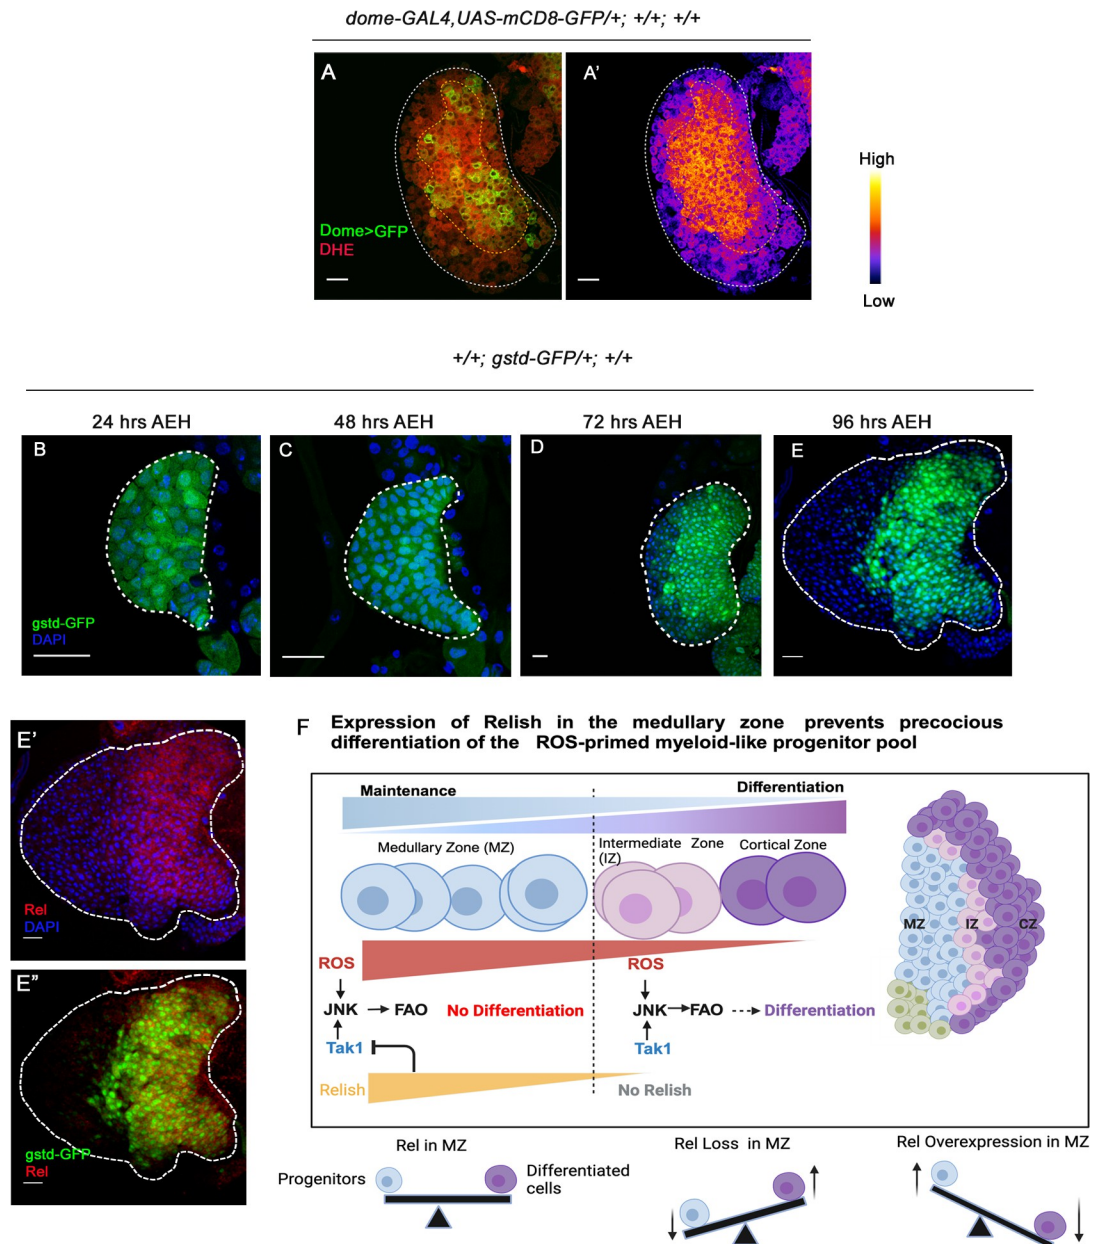 dome-GAL4,UAS-mCD8-GFP/+; +/+; +/+
A
A'
Dome>GFP
DHE
High
Low
+/+; gstd-GFP/+; +/+
24 hrs AEH
48 hrs AEH
72 hrs AEH
96 hrs AEH
B
C
D
E
gstd-GFP
DAPI
E'
Rel
DAPI
E"
gstd-GFP
Rel
F
Expression of Relish in the medullary zone prevents precocious
differentiation of the ROS-primed myeloid-like progenitor pool
Maintenance
Differentiation
Medullary Zone (MZ)
Intermediate Zone
(IZ)
Cortical Zone
MZ
IZ
CZ
ROS
ROS
JNK
FAO
No Differentiation
JNK
FAO
Differentiation
Tak1
Tak1
Relish
No Relish
Rel in MZ
Rel Loss in MZ
Rel Overexpression in MZ
Progenitors
Differentiated
cells